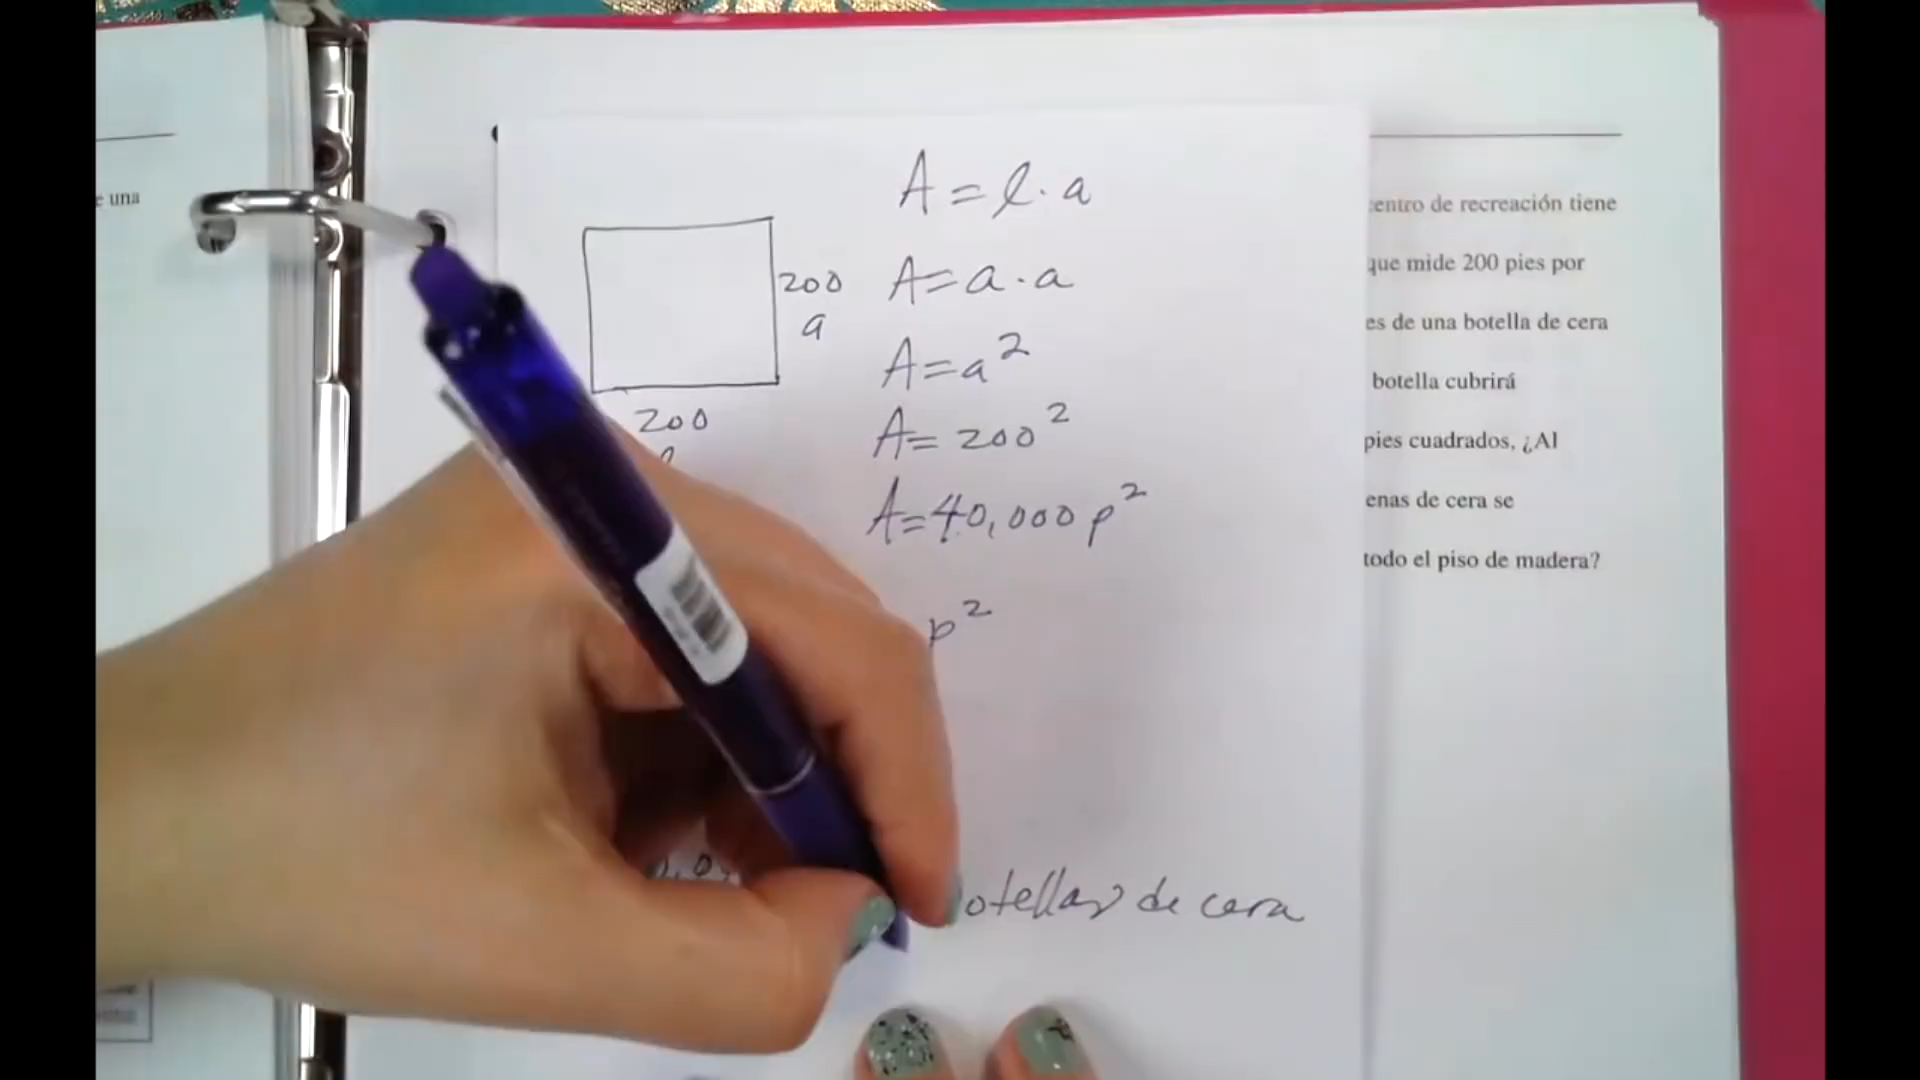 e una
A = l · a
A = a · a
A = a²
A = 200²
A = 40,000 p²
200
a
200
p²
otellas de cera
entro de recreación tiene
que mide 200 pies por
es de una botella de cera
botella cubrirá
pies cuadrados. ¿Al
enas de cera se
todo el piso de madera?